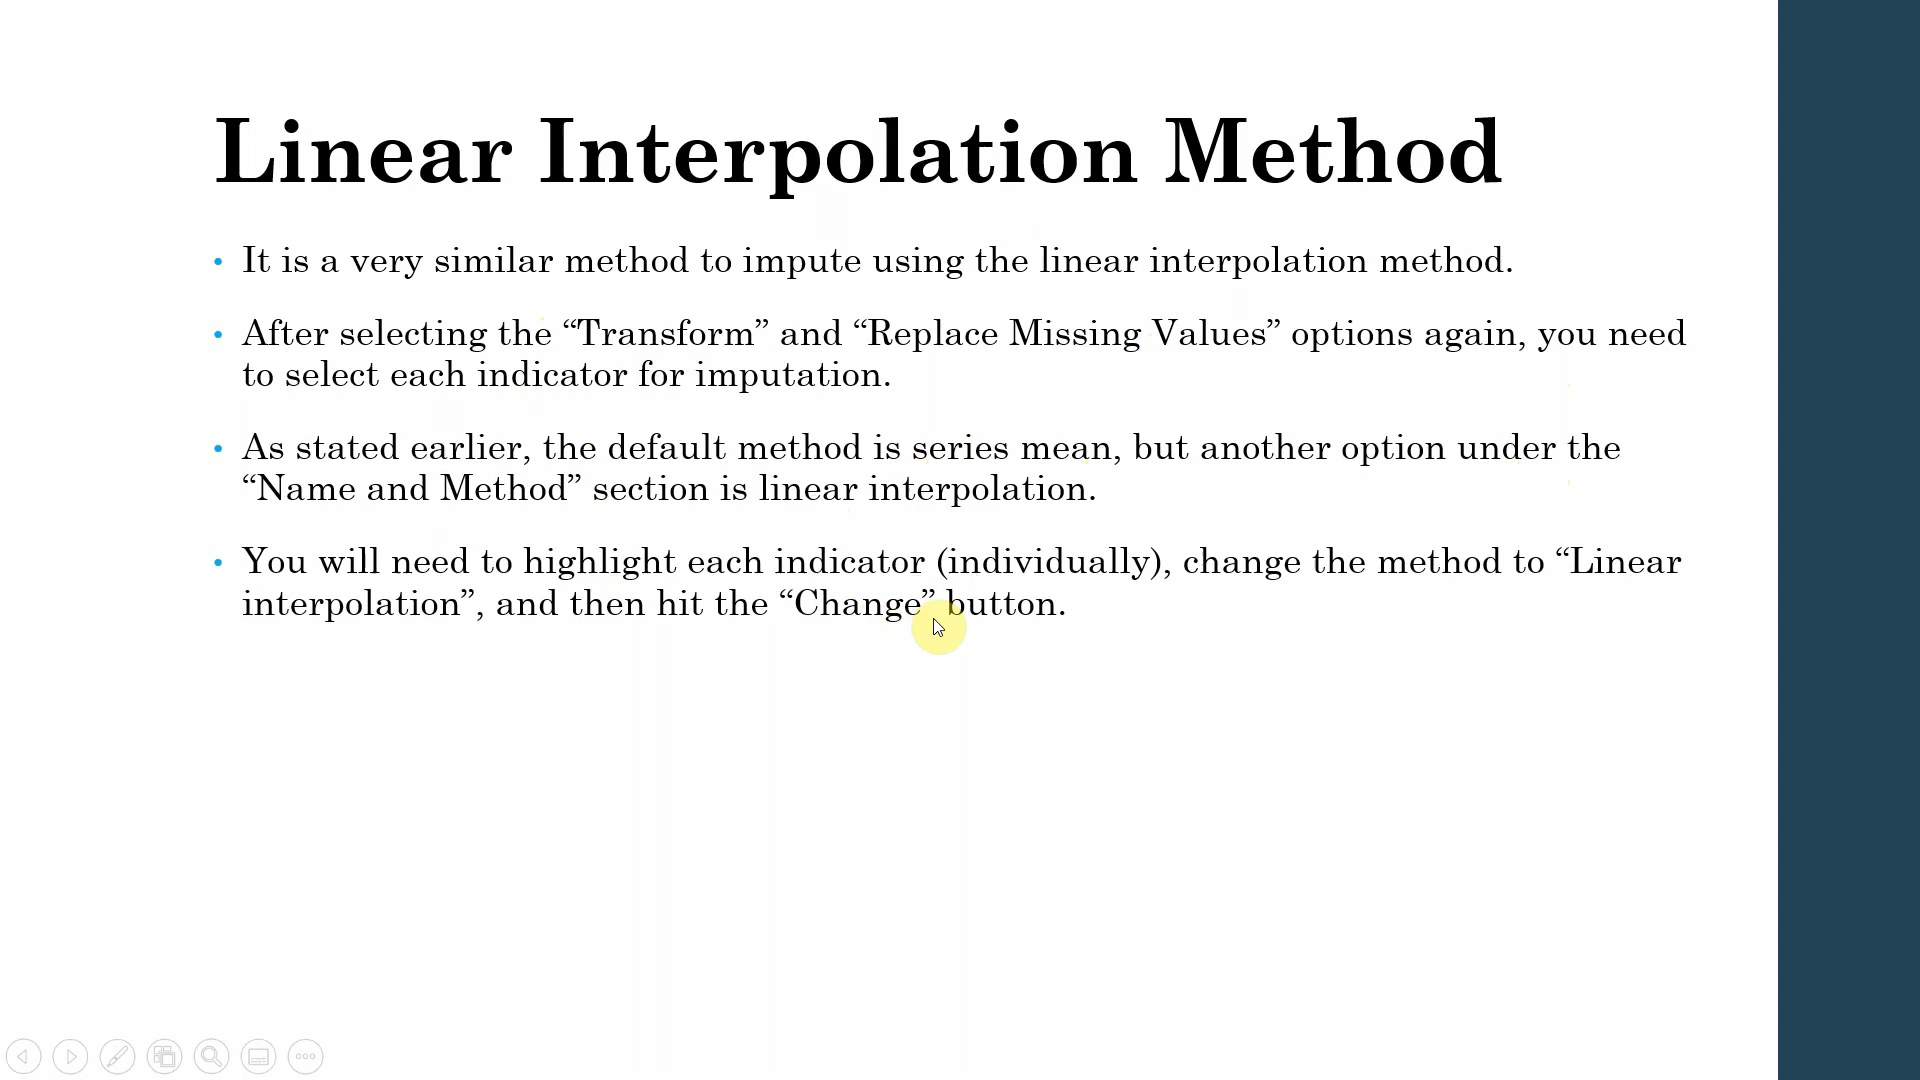 Linear Interpolation Method
• It is a very similar method to impute using the linear interpolation method.
• After selecting the “Transform” and “Replace Missing Values” options again, you need
to select each indicator for imputation.
• As stated earlier, the default method is series mean, but another option under the
“Name and Method” section is linear interpolation.
• You will need to highlight each indicator (individually), change the method to “Linear
interpolation”, and then hit the “Change” button.